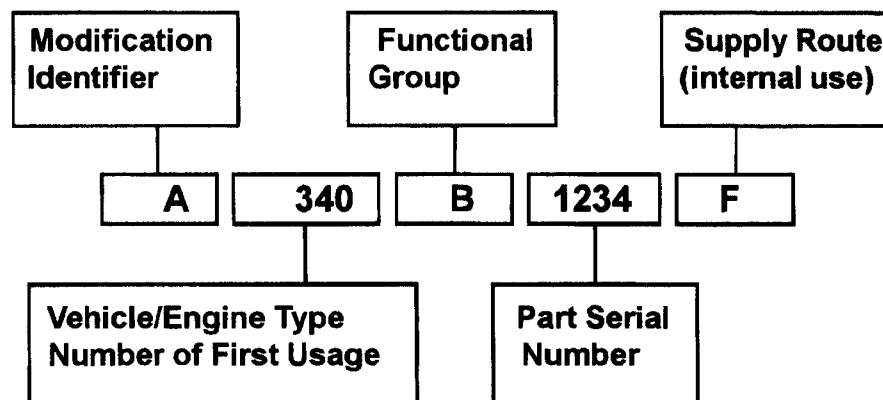 Modification
Identifier
Functional
Group
Supply Route
(internal use)
A 340 B 1234 F
Vehicle/Engine Type
Number of First Usage
Part Serial
Number